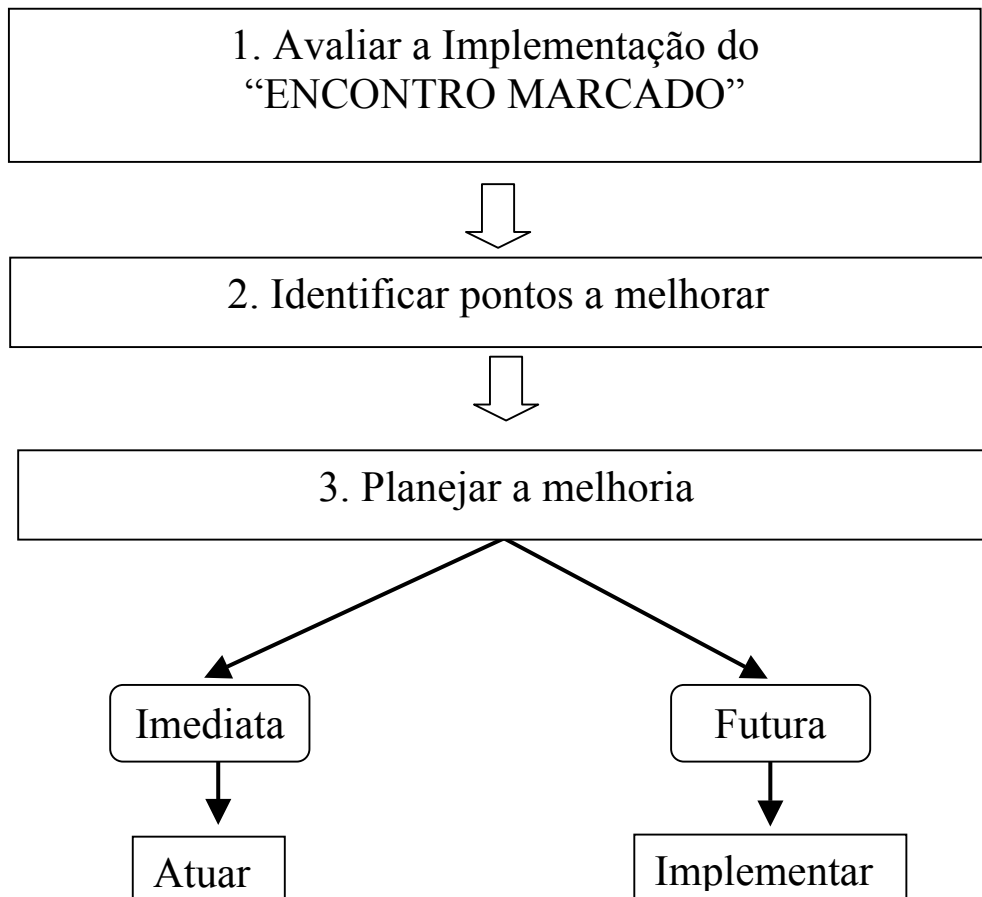 1. Avaliar a Implementação do
“ENCONTRO MARCADO”
2. Identificar pontos a melhorar
3. Planejar a melhoria
Imediata
Futura
Atuar
Implementar